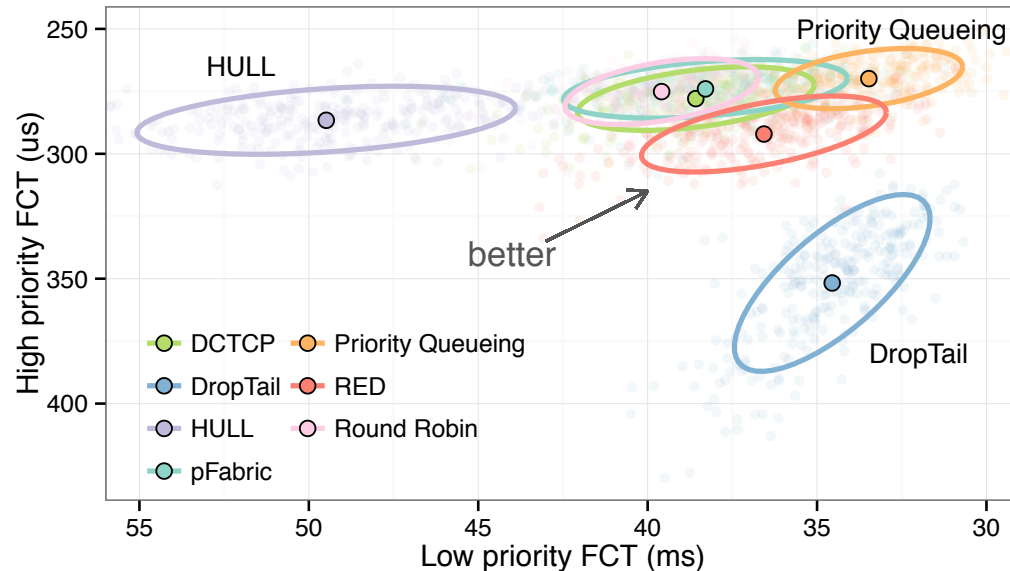 High priority FCT (us)
250
300
350
400
HULL
Priority Queueing
better
DropTail
DCTCP
DropTail
HULL
pFabric
Priority Queueing
RED
Round Robin
55
50
45
40
35
30
Low priority FCT (ms)